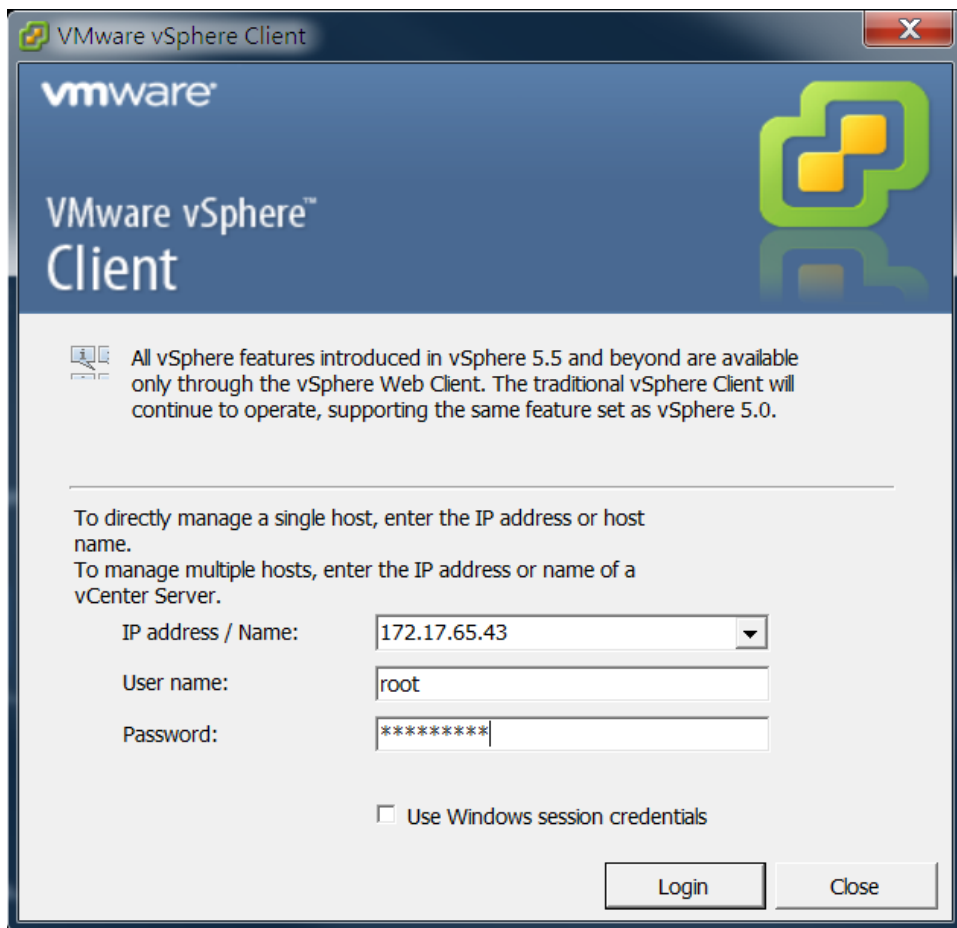 VMware vSphere Client
vmware®
VMware vSphere™
Client
All vSphere features introduced in vSphere 5.5 and beyond are available
only through the vSphere Web Client. The traditional vSphere Client will
continue to operate, supporting the same feature set as vSphere 5.0.
To directly manage a single host, enter the IP address or host
name.
To manage multiple hosts, enter the IP address or name of a
vCenter Server.
IP address / Name: 172.17.65.43
User name: root
Password: *********
Use Windows session credentials
Login Close